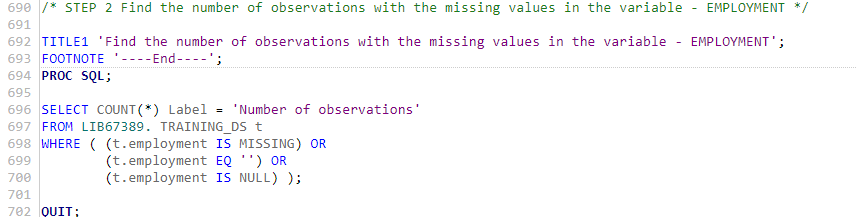 690 /* STEP 2 Find the number of observations with the missing values in the variable - EMPLOYMENT */
691
692 TITLE1 'Find the number of observations with the missing values in the variable - EMPLOYMENT';
693 FOOTNOTE '----End----';
694 PROC SQL;
695
696 SELECT COUNT(*) Label = 'Number of observations'
697 FROM LIB67389. TRAINING_DS t
698 WHERE ( (t.employment IS MISSING) OR
699         (t.employment EQ '') OR
700         (t.employment IS NULL) );
701
702 QUIT;